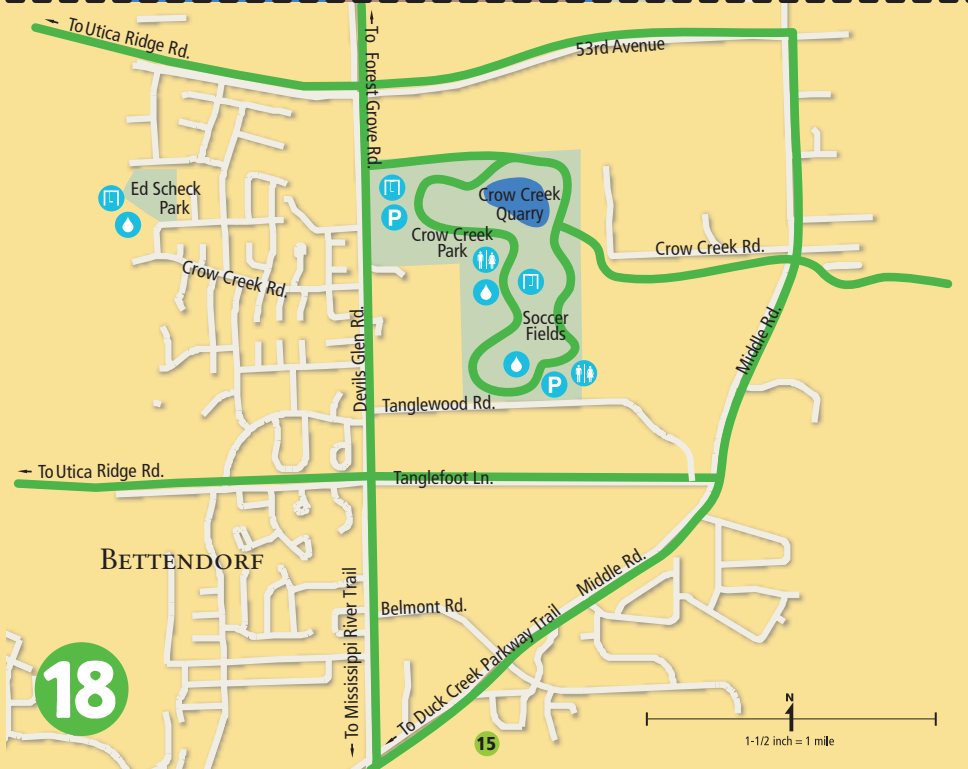 ← To Utica Ridge Rd.
← To Forest Grove Rd.
53rd Avenue
Ed Scheck
Park
P
Crow Creek
Quarry
Crow Creek
Park
Crow Creek Rd.
Crow Creek Rd.
Devils Glen Rd.
Soccer
Fields
P
Middle Rd.
Tanglewood Rd.
← To Utica Ridge Rd.
Tanglefoot Ln.
BETTENDORF
Middle Rd.
Belmont Rd.
← To Mississippi River Trail
← To Duck Creek Parkway Trail
18
15
N
1-1/2 inch = 1 mile